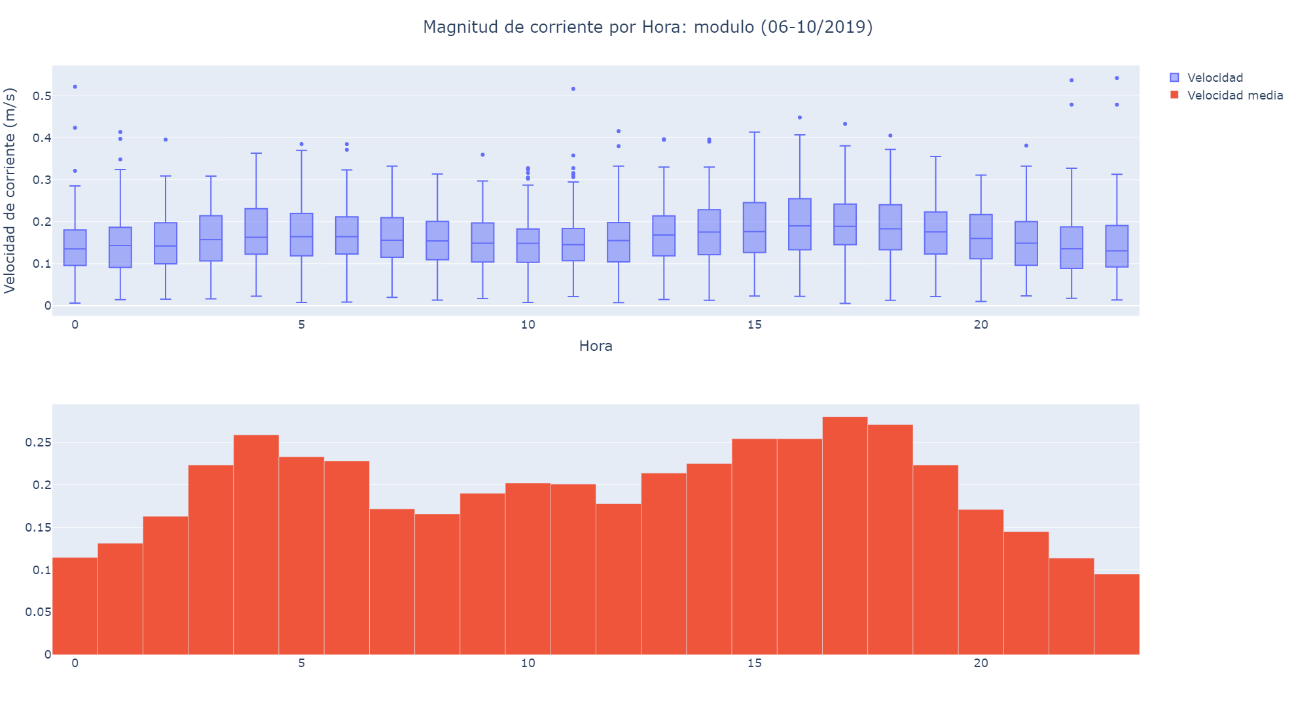 Magnitud de corriente por Hora: modulo (06-10/2019)
Velocidad
Velocidad media
Velocidad de corriente (m/s)
0.5
0.4
0.3
0.2
0.1
0
0 5 10 15 20
Hora
0.25
0.2
0.15
0.1
0.05
0
0 5 10 15 20